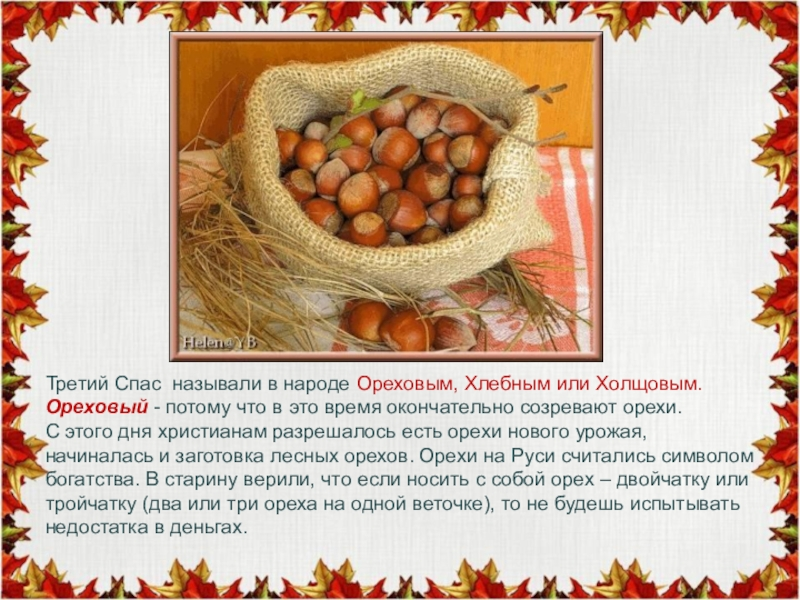 Helen©YB
Третий Спас называли в народе Ореховым, Хлебным или Холщовым.
Ореховый - потому что в это время окончательно созревают орехи.
С этого дня христианам разрешалось есть орехи нового урожая,
начиналась и заготовка лесных орехов. Орехи на Руси считались символом
богатства. В старину верили, что если носить с собой орех – двойчатку или
тройчатку (два или три ореха на одной веточке), то не будешь испытывать
недостатка в деньгах.